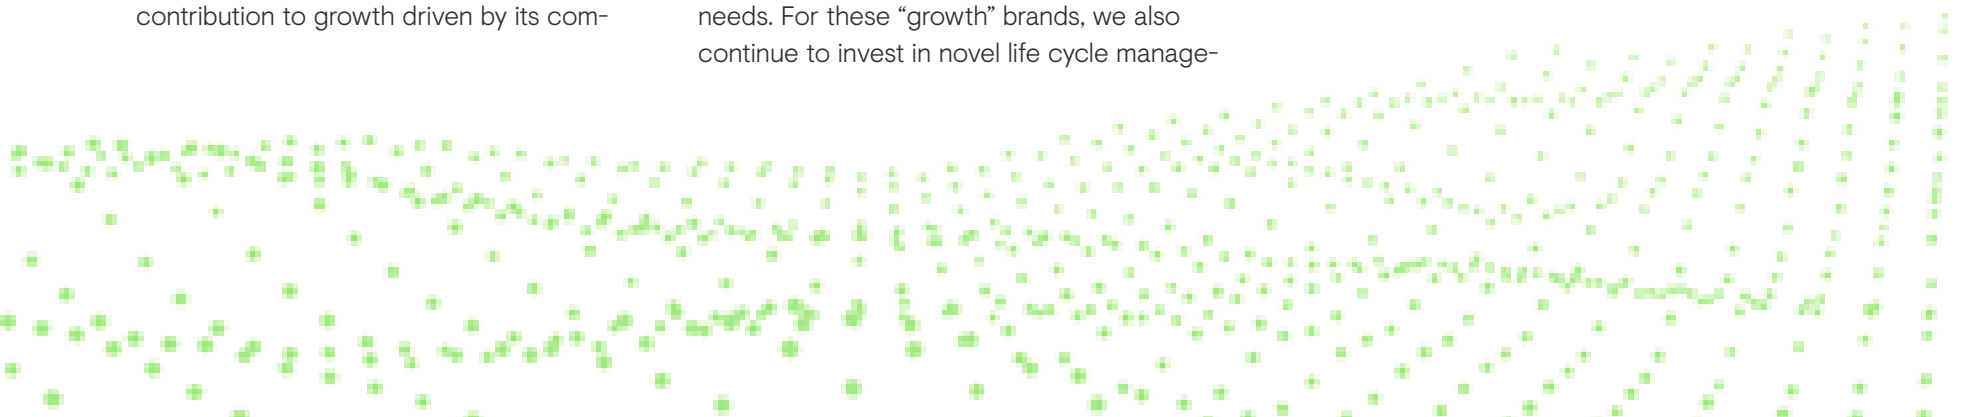 contribution to growth driven by its com-
needs. For these “growth” brands, we also
continue to invest in novel life cycle manage-